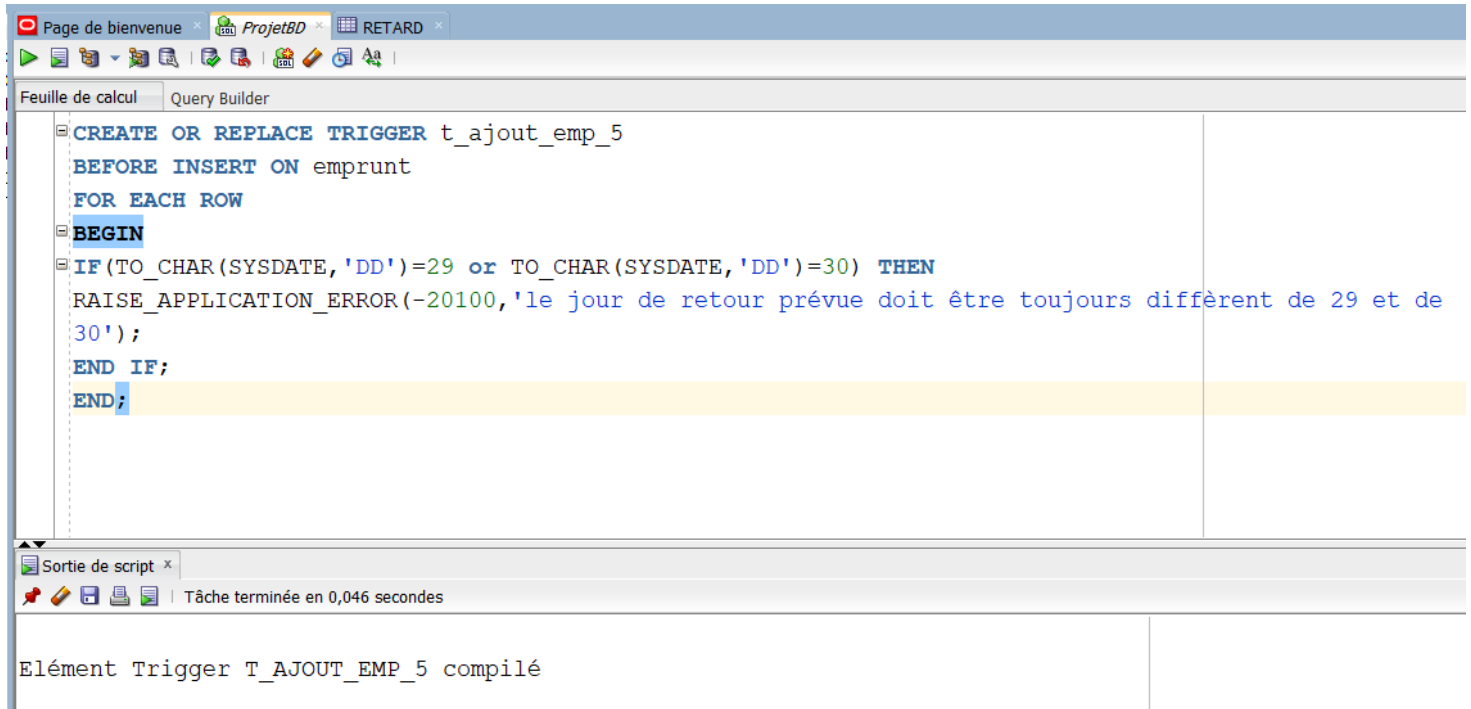 Page de bienvenue ProjetBD RETARD
Feuille de calcul Query Builder
CREATE OR REPLACE TRIGGER t_ajout_emp_5
BEFORE INSERT ON emprunt
FOR EACH ROW
BEGIN
IF(TO_CHAR(SYSDATE,'DD')=29 or TO_CHAR(SYSDATE,'DD')=30) THEN
RAISE_APPLICATION_ERROR(-20100,'le jour de retour prévue doit être toujours diffèrent de 29 et de
30');
END IF;
END;
Sortie de script
Tâche terminée en 0,046 secondes
Elément Trigger T_AJOUT_EMP_5 compilé